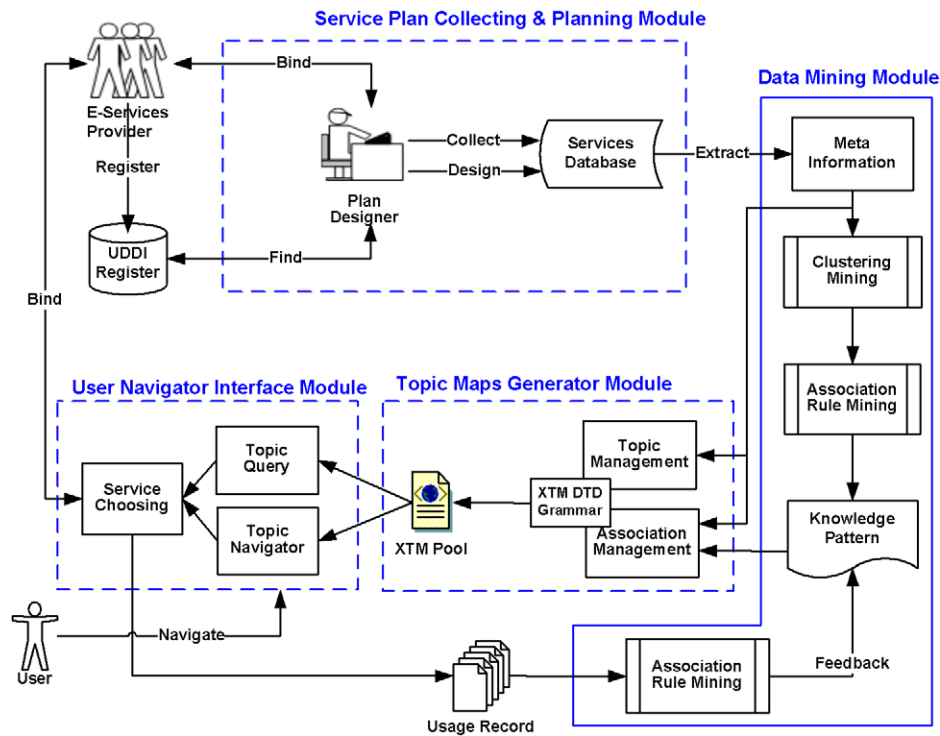 Service Plan Collecting & Planning Module
Bind
E-Services
Provider
Register
UDDI
Register
Find
Plan
Designer
Collect
Design
Services
Database
Extract
Data Mining Module
Meta
Information
Clustering
Mining
Association
Rule Mining
Knowledge
Pattern
Bind
User Navigator Interface Module
Topic
Query
Service
Choosing
Topic
Navigator
Topic Maps Generator Module
Topic
Management
XTM DTD
Grammar
Association
Management
XTM Pool
User
Navigate
Usage Record
Association
Rule Mining
Feedback